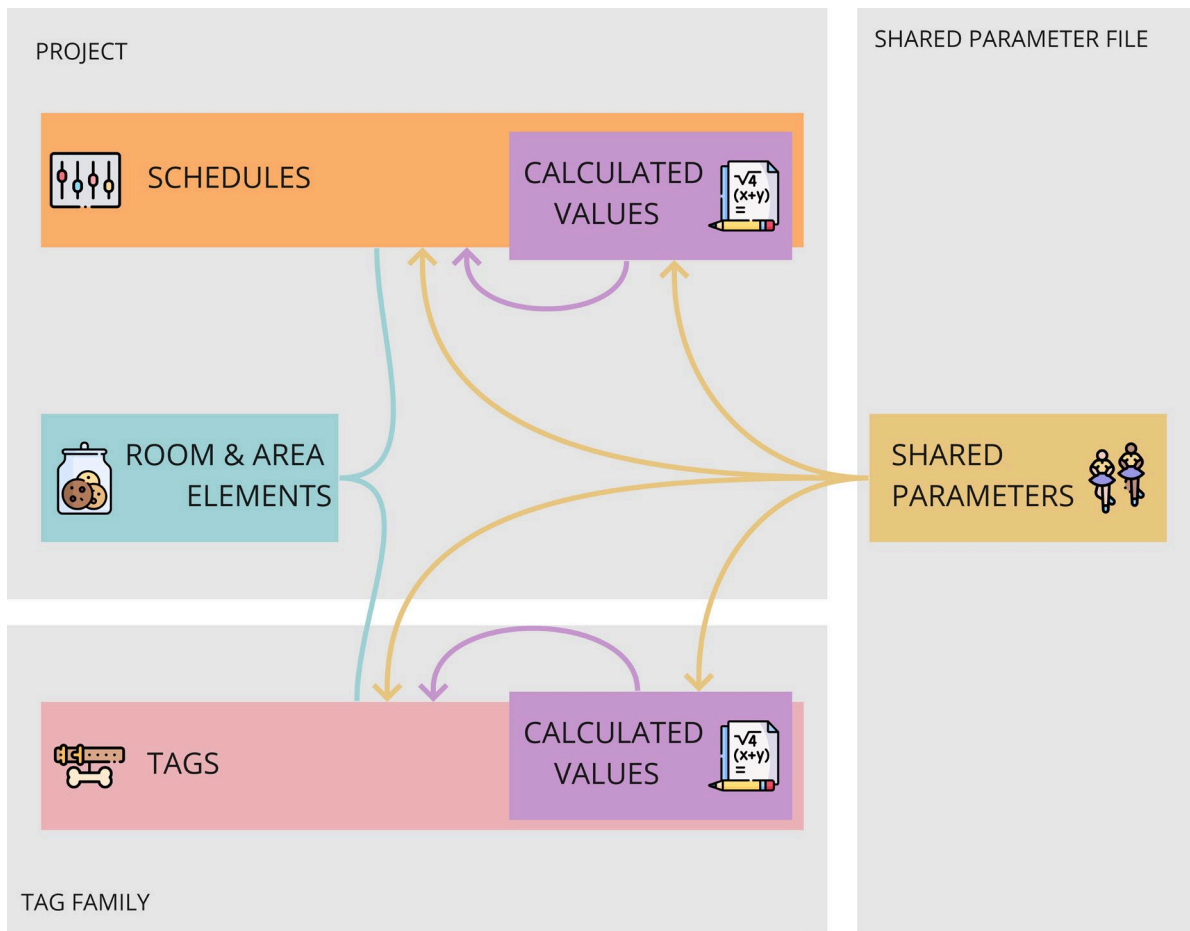 PROJECT
SHARED PARAMETER FILE
SCHEDULES
CALCULATED
VALUES
√4
(x+y)
=
ROOM & AREA
ELEMENTS
SHARED
PARAMETERS
TAGS
CALCULATED
VALUES
√4
(x+y)
=
TAG FAMILY